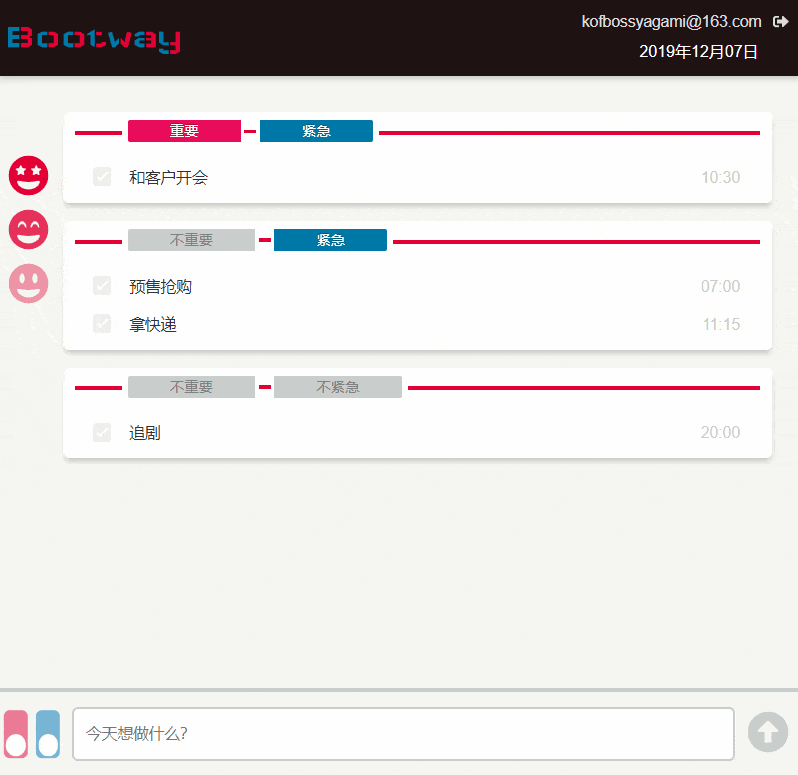 Bootway
kofbossyagami@163.com
2019年12月07日
重要 紧急
和客户开会 10:30
不重要 紧急
预售抢购 07:00
拿快递 11:15
不重要 不紧急
追剧 20:00
今天想做什么?